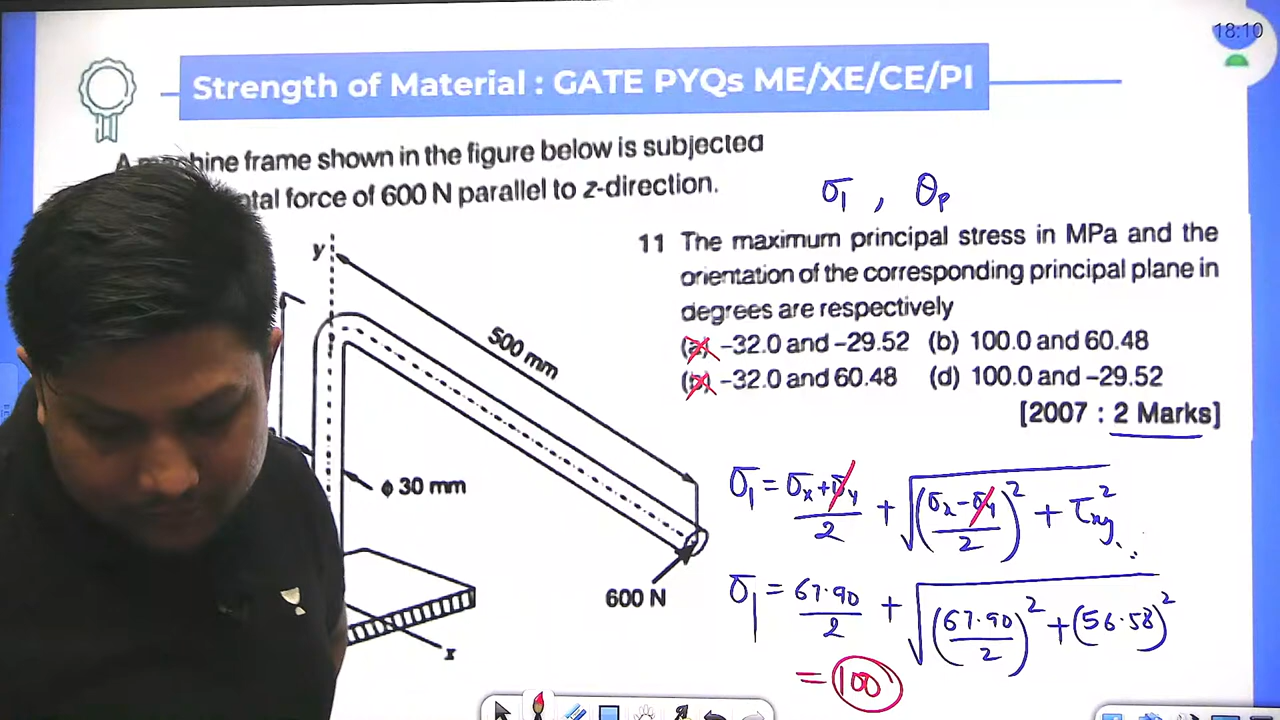 18:10
Strength of Material : GATE PYQs ME/XE/CE/PI
A machine frame shown in the figure below is subjected
force of 600 N parallel to z-direction.
σ1 , θp
11 The maximum principal stress in MPa and the
orientation of the corresponding principal plane in
degrees are respectively
(a) -32.0 and -29.52 (b) 100.0 and 60.48
(b) -32.0 and 60.48 (d) 100.0 and -29.52
[2007 : 2 Marks]
y
500 mm
ϕ 30 mm
600 N
x
σ1 = σx+σy/2 + √((σx-σy/2)² + τxy²
σ1 = 67.90/2 + √((67.90/2)² + (56.58)²
= 100